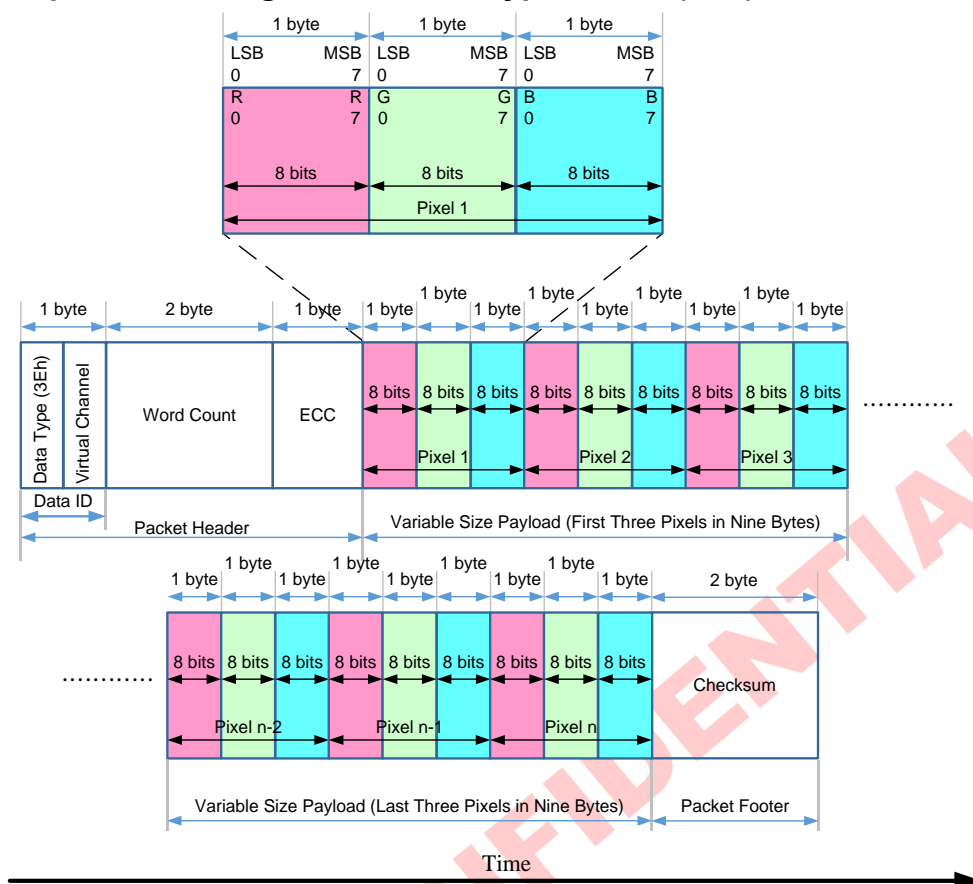 1 byte 1 byte 1 byte
LSB MSB LSB MSB LSB MSB
0 7 0 7 0 7
R R G G B B
0 7 0 7 0 7
8 bits 8 bits 8 bits
Pixel 1
1 byte 2 byte 1 byte 1 byte 1 byte 1 byte 1 byte 1 byte 1 byte 1 byte 1 byte 1 byte
Data Type (3Eh)
Virtual Channel
Word Count
ECC
8 bits 8 bits 8 bits 8 bits 8 bits 8 bits 8 bits 8 bits 8 bits
.............
Pixel 1 Pixel 2 Pixel 3
Data ID
Packet Header
Variable Size Payload (First Three Pixels in Nine Bytes)
1 byte 1 byte 1 byte 1 byte 1 byte 1 byte 1 byte 1 byte 1 byte 2 byte
.............
8 bits 8 bits 8 bits 8 bits 8 bits 8 bits 8 bits 8 bits 8 bits
Checksum
Pixel n-2 Pixel n-1 Pixel n
Variable Size Payload (Last Three Pixels in Nine Bytes)
Packet Footer
Time